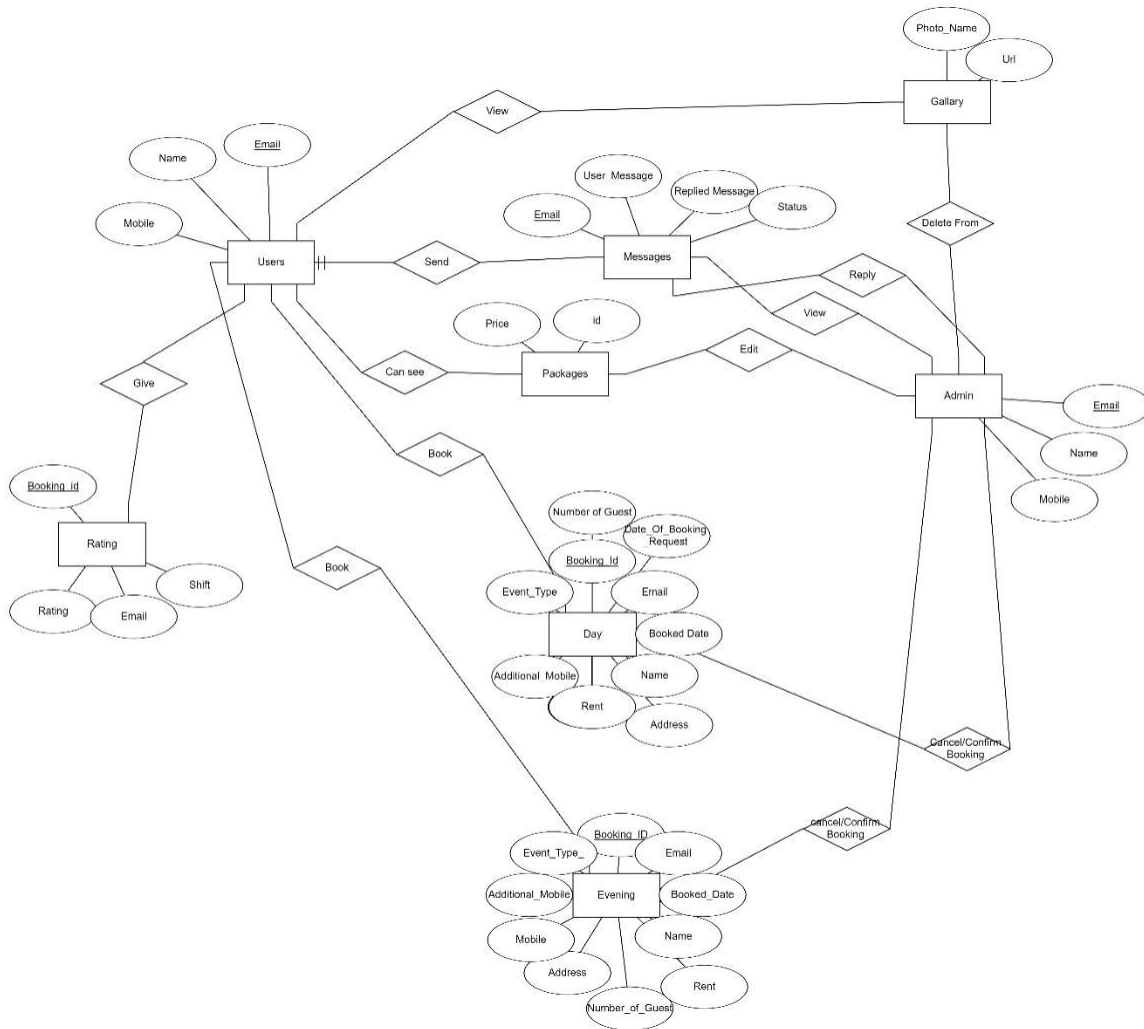 Photo_Name
Url
Gallary
View
Email
Name
Mobile
Users
User Message
Replied Message
Email
Status
Messages
Send
Delete From
Reply
View
Price
id
Packages
Can see
Edit
Admin
Email
Name
Mobile
Give
Book
Booking_id
Rating
Rating
Email
Shift
Book
Number of Guest
Date_Of_Booking
Request
Booking_Id
Event_Type
Email
Day
Booked Date
Additional_Mobile
Name
Rent
Address
Cancel/Confirm
Booking
cancel/Confirm
Booking
Booking_ID
Event_Type_
Email
Additional_Mobile
Evening
Booked_Date
Mobile
Name
Address
Rent
Number_of_Guest